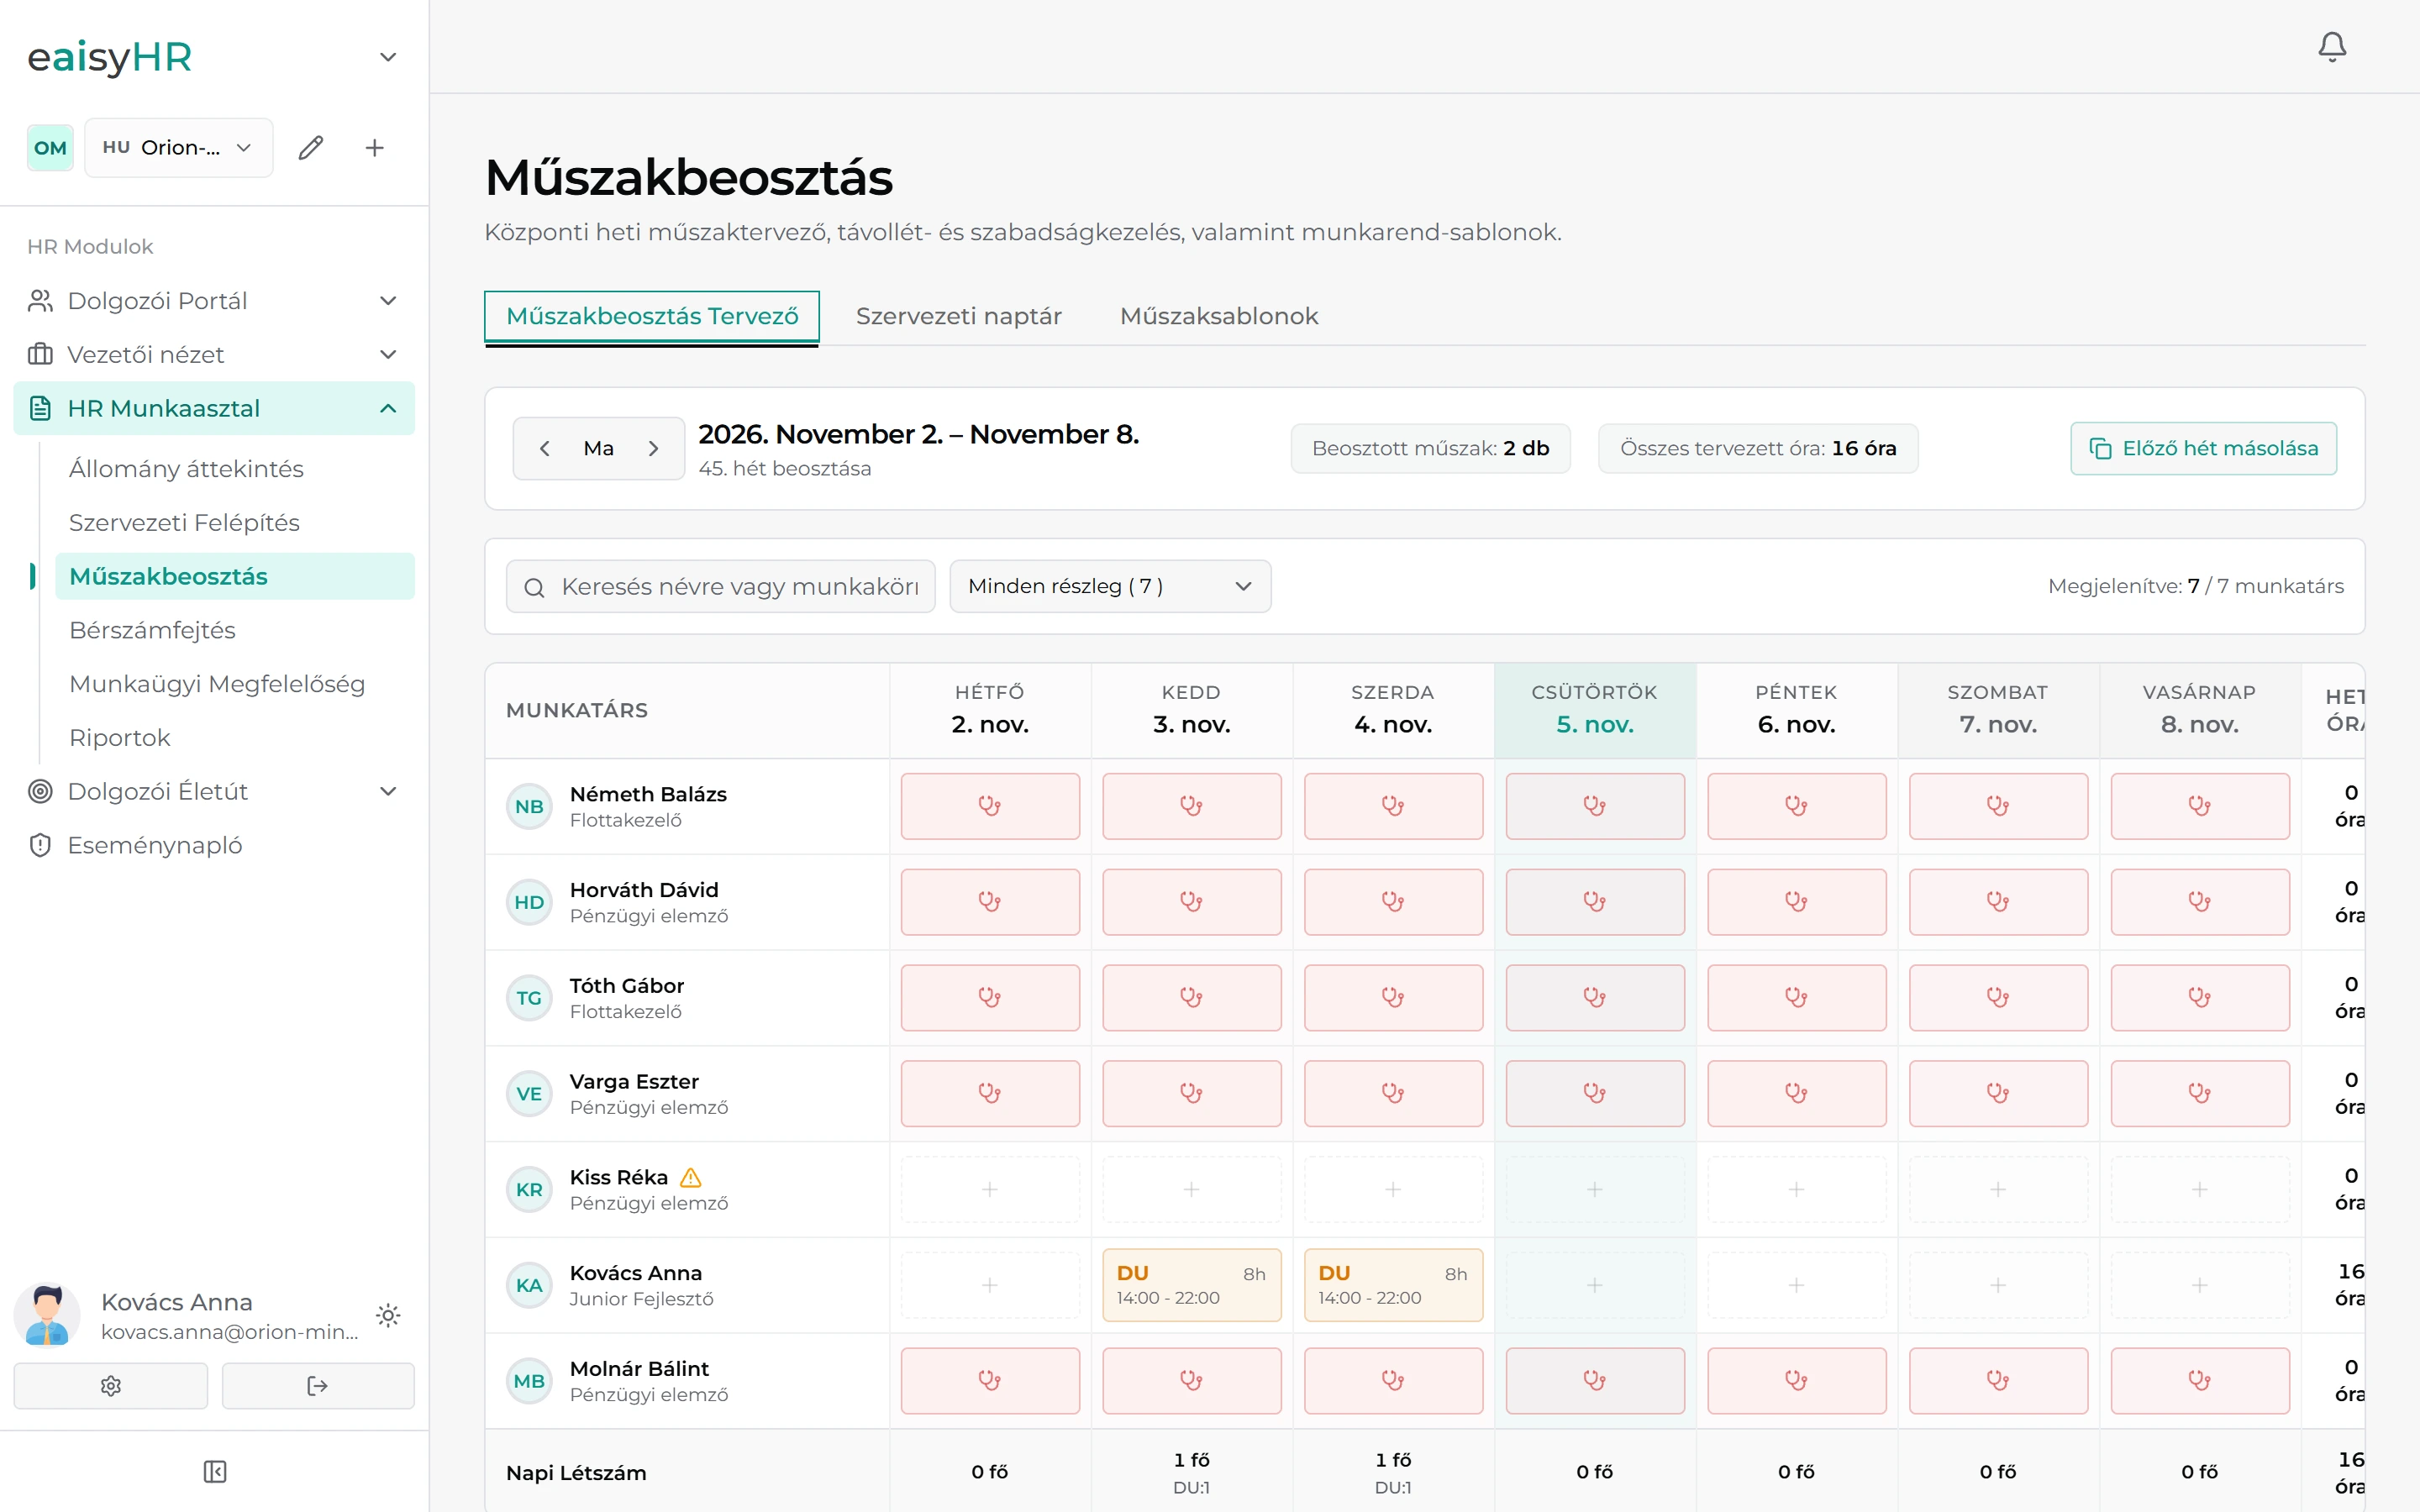 eaisyHR
OM HU Orion-...
HR Modulok
Dolgozói Portál
Vezetői nézet
HR Munkaasztal
Állomány áttekintés
Szervezeti Felépítés
Műszakbeosztás
Bérszámfejtés
Munkaügyi Megfelelőség
Riportok
Dolgozói Életút
Eseménynapló
Kovács Anna
kovacs.anna@orion-min...
Műszakbeosztás
Központi heti műszaktervező, távollét- és szabadságkezelés, valamint munkarend-sablonok.
Műszakbeosztás Tervező Szervezeti naptár Műszaksablonok
Ma
2026. November 2. – November 8.
45. hét beosztása
Beosztott műszak: 2 db
Összes tervezett óra: 16 óra
Előző hét másolása
Keresés névre vagy munkakörr
Minden részleg ( 7 )
Megjelenítve: 7 / 7 munkatárs
MUNKATÁRS
HÉTFŐ
2. nov.
KEDD
3. nov.
SZERDA
4. nov.
CSÜTÖRTÖK
5. nov.
PÉNTEK
6. nov.
SZOMBAT
7. nov.
VASÁRNAP
8. nov.
HET
ÓRA
NB
Németh Balázs
Flottakezelő
0
óra
HD
Horváth Dávid
Pénzügyi elemző
0
óra
TG
Tóth Gábor
Flottakezelő
0
óra
VE
Varga Eszter
Pénzügyi elemző
0
óra
KR
Kiss Réka
Pénzügyi elemző
0
óra
KA
Kovács Anna
Junior Fejlesztő
DU 8h
14:00 - 22:00
DU 8h
14:00 - 22:00
16
óra
MB
Molnár Bálint
Pénzügyi elemző
0
óra
Napi Létszám
0 fő
1 fő
DU:1
1 fő
DU:1
0 fő
0 fő
0 fő
0 fő
16
óra